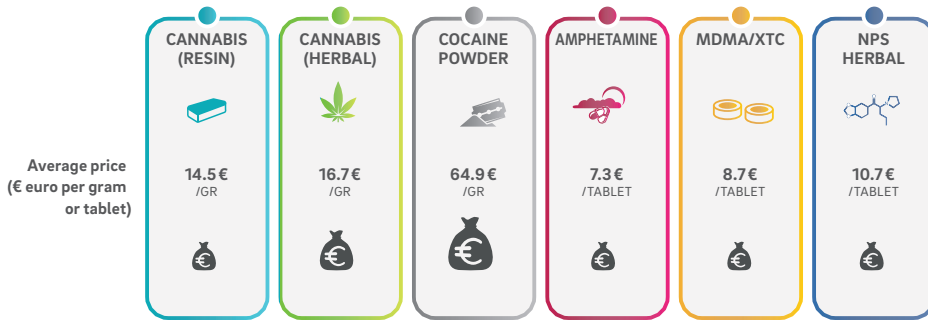 CANNABIS
(RESIN)
CANNABIS
(HERBAL)
COCAINE
POWDER
AMPHETAMINE
MDMA/XTC
NPS
HERBAL
Average price
(€ euro per gram
or tablet)
14.5 €
/GR
16.7 €
/GR
64.9 €
/GR
7.3 €
/TABLET
8.7 €
/TABLET
10.7 €
/TABLET
€
€
€
€
€
€